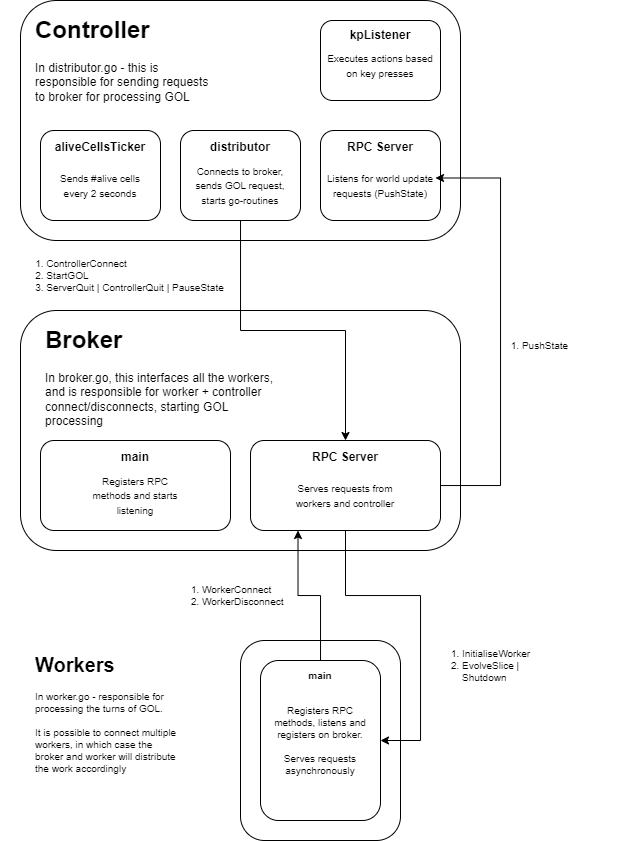 Controller
In distributor.go - this is
responsible for sending requests
to broker for processing GOL
kpListener
Executes actions based
on key presses
aliveCellsTicker
Sends #alive cells
every 2 seconds
distributor
Connects to broker,
sends GOL request,
starts go-routines
RPC Server
Listens for world update
requests (PushState)
1. ControllerConnect
2. StartGOL
3. ServerQuit | ControllerQuit | PauseState
1. PushState
Broker
In broker.go, this interfaces all the workers,
and is responsible for worker + controller
connect/disconnects, starting GOL
processing
main
Registers RPC
methods and starts
listening
RPC Server
Serves requests from
workers and controller
1. WorkerConnect
2. WorkerDisconnect
1. InitialiseWorker
2. EvolveSlice |
Shutdown
Workers
In worker.go - responsible for
processing the turns of GOL.
It is possible to connect multiple
workers, in which case the
broker and worker will distribute
the work accordingly
main
Registers RPC
methods, listens and
registers on broker.
Serves requests
asynchronously